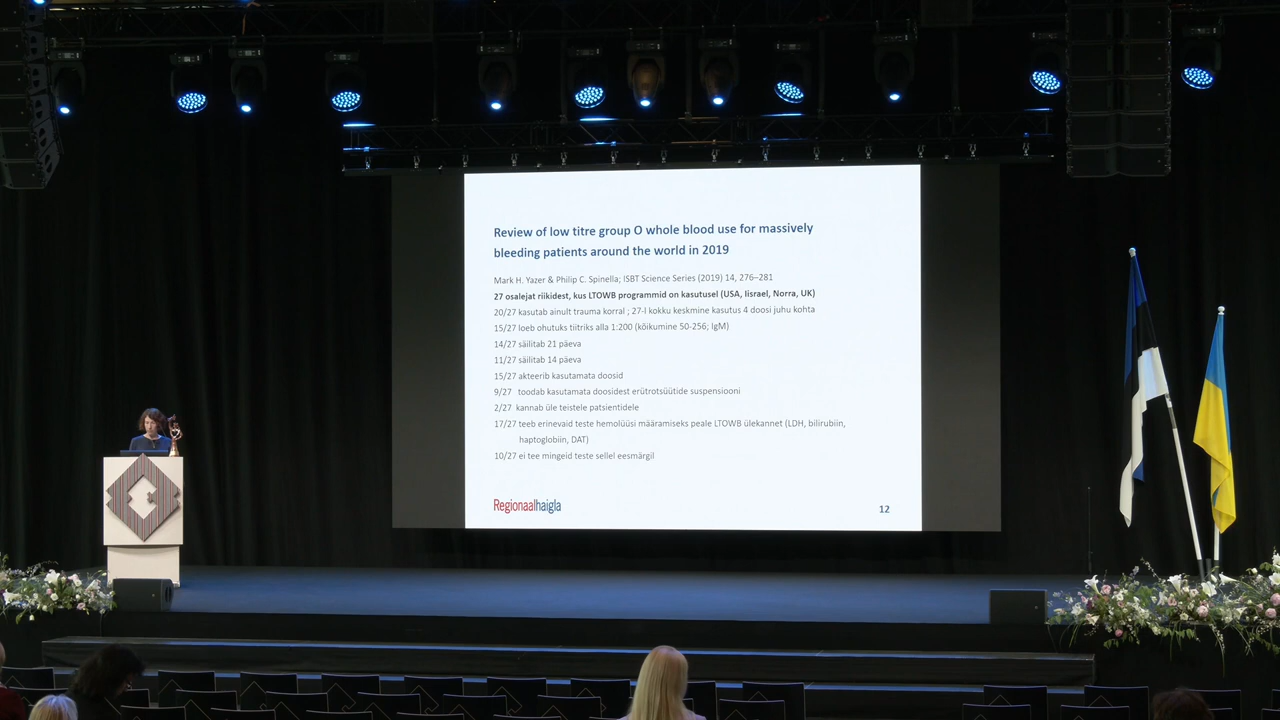 Review of low titre group O whole blood use for massively
bleeding patients around the world in 2019
Mark H. Yazer & Philip C. Spinella; ISBT Science Series (2019) 14, 276–281
27 osalejat riikidest, kus LTOWB programmid on kasutusel (USA, Iisrael, Norra, UK)
20/27 kasutab ainult trauma korral ; 27-l kokku keskmine kasutus 4 doosi juhu kohta
15/27 loeb ohutuks tiitriks alla 1:200 (kõikumine 50-256; IgM)
14/27 säilitab 21 päeva
11/27 säilitab 14 päeva
15/27 akteerib kasutamata doosid
9/27 toodab kasutamata doosidest erütrotsüütide suspensiooni
2/27 kannab üle teistele patsientidele
17/27 teeb erinevaid teste hemolüüsi määramiseks peale LTOWB ülekannet (LDH, bilirubiin,
haptoglobiin, DAT)
10/27 ei tee mingeid teste sellel eesmärgil
Regionaalhaigla
12